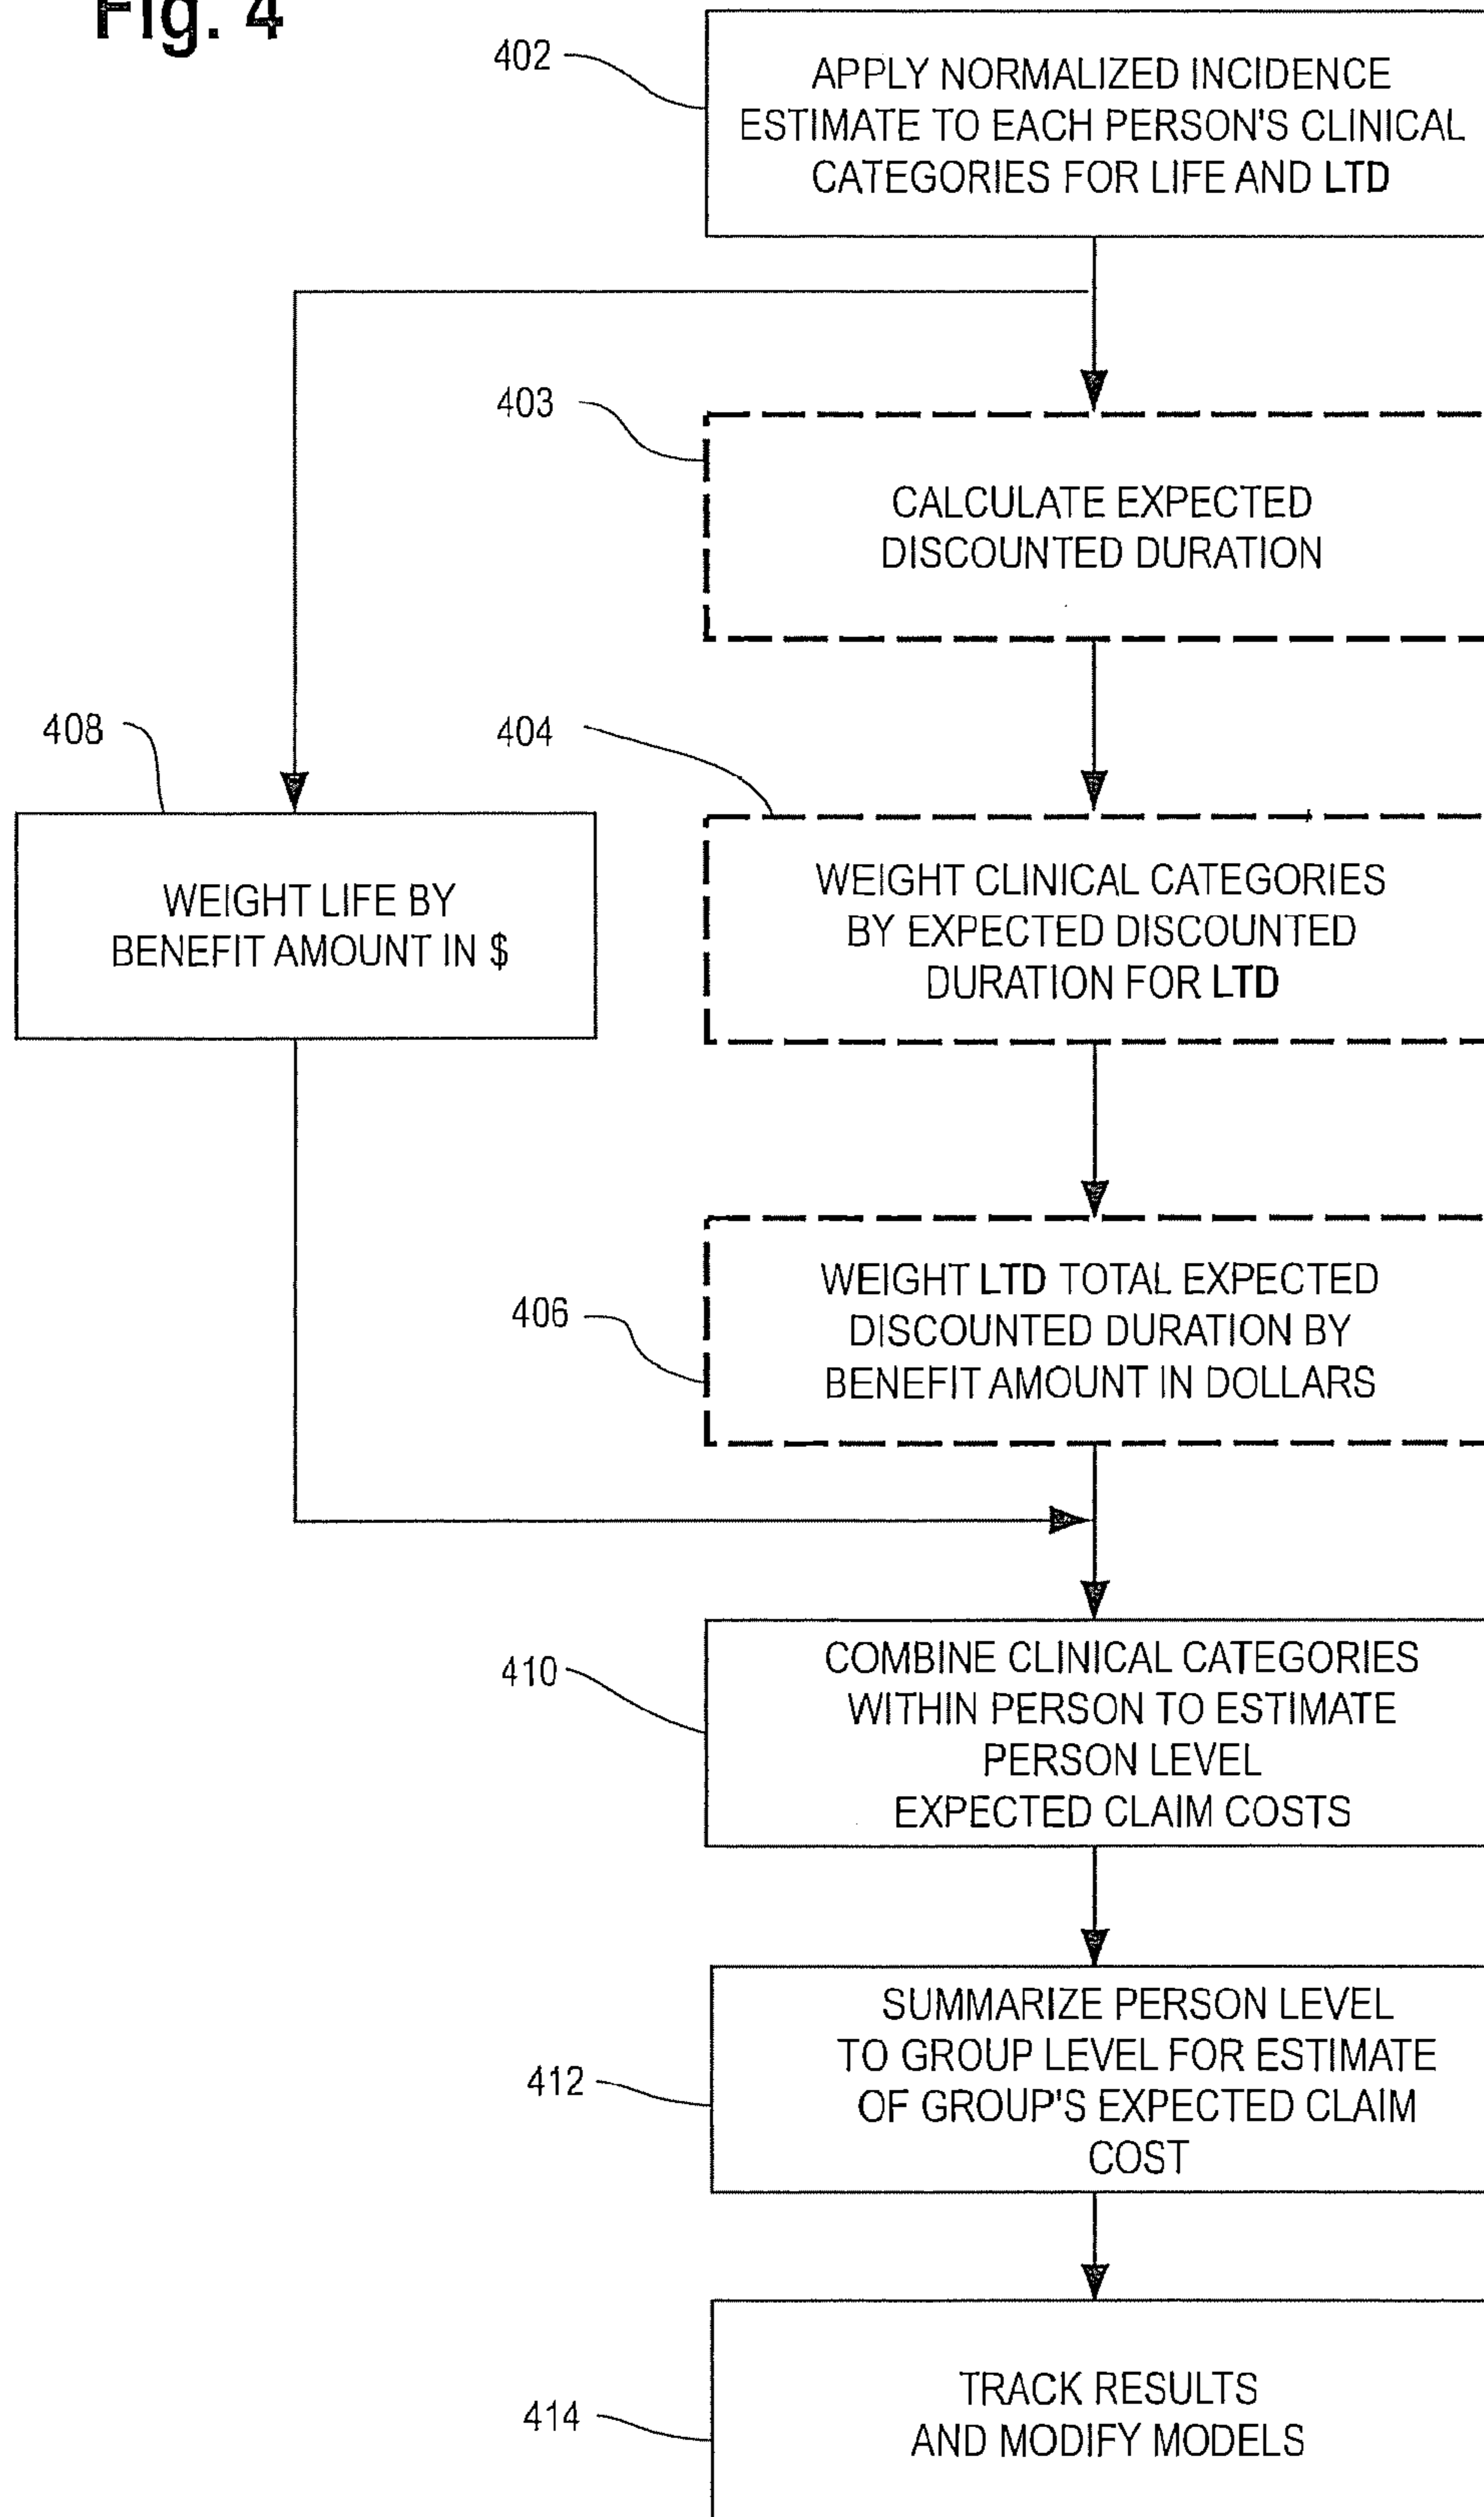 Fig. 4
402
APPLY NORMALIZED INCIDENCE
ESTIMATE TO EACH PERSON'S CLINICAL
CATEGORIES FOR LIFE AND LTD
403
CALCULATE EXPECTED
DISCOUNTED DURATION
408
WEIGHT LIFE BY
BENEFIT AMOUNT IN $
404
WEIGHT CLINICAL CATEGORIES
BY EXPECTED DISCOUNTED
DURATION FOR LTD
406
WEIGHT LTD TOTAL EXPECTED
DISCOUNTED DURATION BY
BENEFIT AMOUNT IN DOLLARS
410
COMBINE CLINICAL CATEGORIES
WITHIN PERSON TO ESTIMATE
PERSON LEVEL
EXPECTED CLAIM COSTS
412
SUMMARIZE PERSON LEVEL
TO GROUP LEVEL FOR ESTIMATE
OF GROUP'S EXPECTED CLAIM
COST
414
TRACK RESULTS
AND MODIFY MODELS